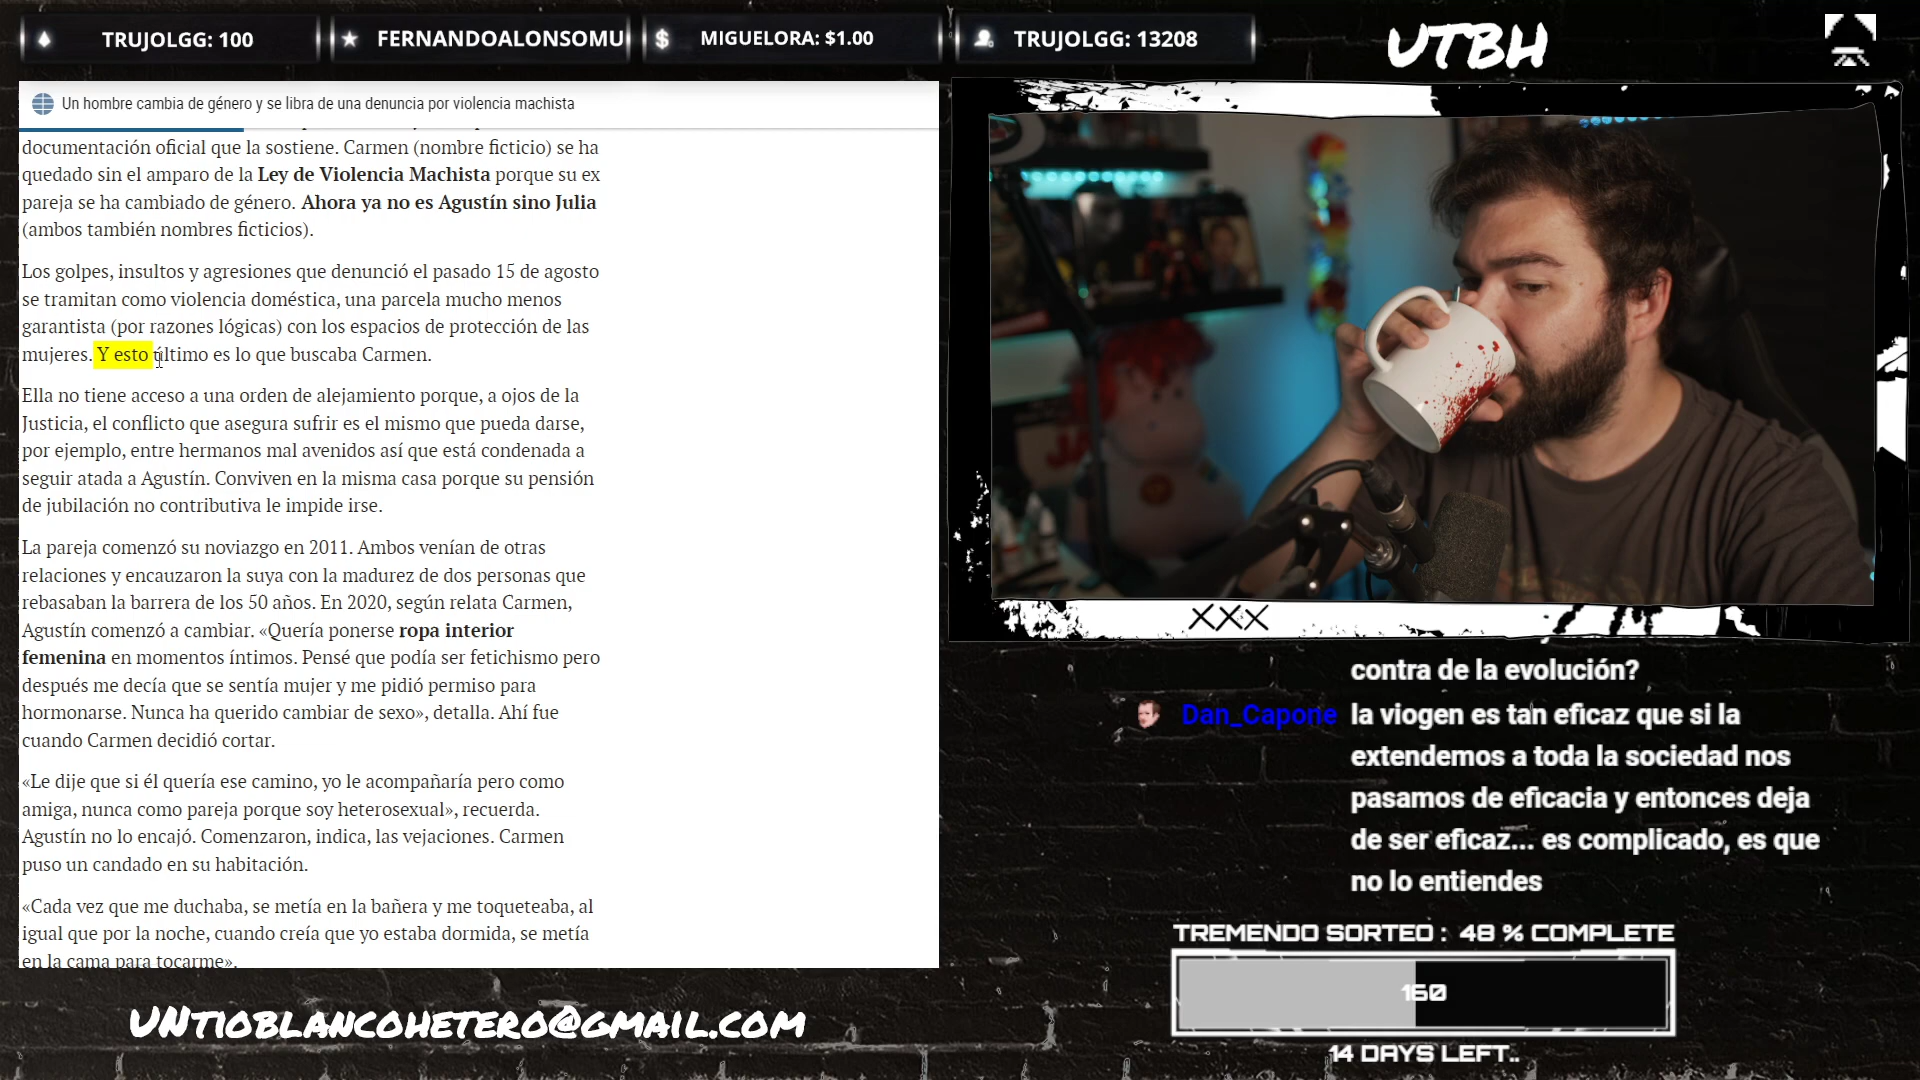 TRUJOLGG: 100
FERNANDOALONSOMU
MIGUELORA: $1.00
TRUJOLGG: 13208
UTBH
Un hombre cambia de género y se libra de una denuncia por violencia machista
documentación oficial que la sostiene. Carmen (nombre ficticio) se ha
quedado sin el amparo de la Ley de Violencia Machista porque su ex
pareja se ha cambiado de género. Ahora ya no es Agustín sino Julia
(ambos también nombres ficticios).
Los golpes, insultos y agresiones que denunció el pasado 15 de agosto
se tramitan como violencia doméstica, una parcela mucho menos
garantista (por razones lógicas) con los espacios de protección de las
mujeres. Y esto último es lo que buscaba Carmen.
Ella no tiene acceso a una orden de alejamiento porque, a ojos de la
Justicia, el conflicto que asegura sufrir es el mismo que pueda darse,
por ejemplo, entre hermanos mal avenidos así que está condenada a
seguir atada a Agustín. Conviven en la misma casa porque su pensión
de jubilación no contributiva le impide irse.
La pareja comenzó su noviazgo en 2011. Ambos venían de otras
relaciones y encauzaron la suya con la madurez de dos personas que
rebasaban la barrera de los 50 años. En 2020, según relata Carmen,
Agustín comenzó a cambiar. «Quería ponerse ropa interior
femenina en momentos íntimos. Pensé que podía ser fetichismo pero
después me decía que se sentía mujer y me pidió permiso para
hormonarse. Nunca ha querido cambiar de sexo», detalla. Ahí fue
cuando Carmen decidió cortar.
«Le dije que si él quería ese camino, yo le acompañaría pero como
amiga, nunca como pareja porque soy heterosexual», recuerda.
Agustín no lo encajó. Comenzaron, indica, las vejaciones. Carmen
puso un candado en su habitación.
«Cada vez que me duchaba, se metía en la bañera y me toqueteaba, al
igual que por la noche, cuando creía que yo estaba dormida, se metía
en la cama para tocarme».
XXX
contra de la evolución?
Dan_Capone la viogen es tan eficaz que si la
extendemos a toda la sociedad nos
pasamos de eficacia y entonces deja
de ser eficaz... es complicado, es que
no lo entiendes
TREMENDO SORTEO : 48 % COMPLETE
160
14 DAYS LEFT..
UNTIOBLANCOHETERO@GMAIL.COM